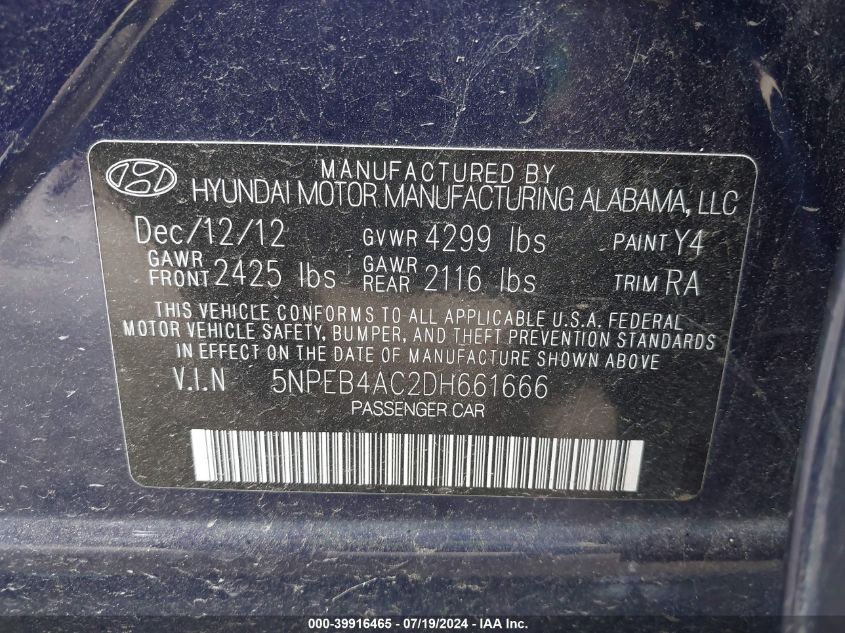 MANUFACTURED BY
HYUNDAI MOTOR MANUFACTURING ALABAMA, LLC
Dec/12/12 GVWR 4299 lbs PAINT Y4
GAWR FRONT 2425 lbs GAWR REAR 2116 lbs TRIM RA
THIS VEHICLE CONFORMS TO ALL APPLICABLE U.S.A. FEDERAL
MOTOR VEHICLE SAFETY, BUMPER, AND THEFT PREVENTION STANDARDS
IN EFFECT ON THE DATE OF MANUFACTURE SHOWN ABOVE
V.I.N 5NPEB4AC2DH661666
PASSENGER CAR
000-39916465 - 07/19/2024 - IAA Inc.